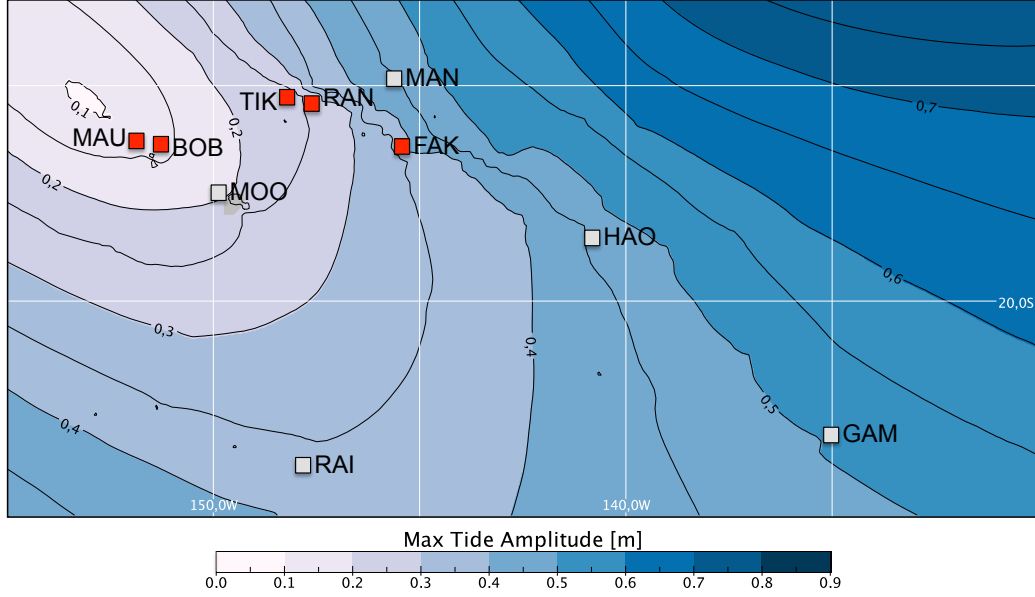 MAN
TIK RAN
0,1
0,7
MAU BOB
0,2
FAK
0,2
MOO
HAO
0,6
20,0S
0,3
0,4
0,5
0,4
GAM
RAI
150,0W 140,0W
Max Tide Amplitude [m]
0.0 0.1 0.2 0.3 0.4 0.5 0.6 0.7 0.8 0.9